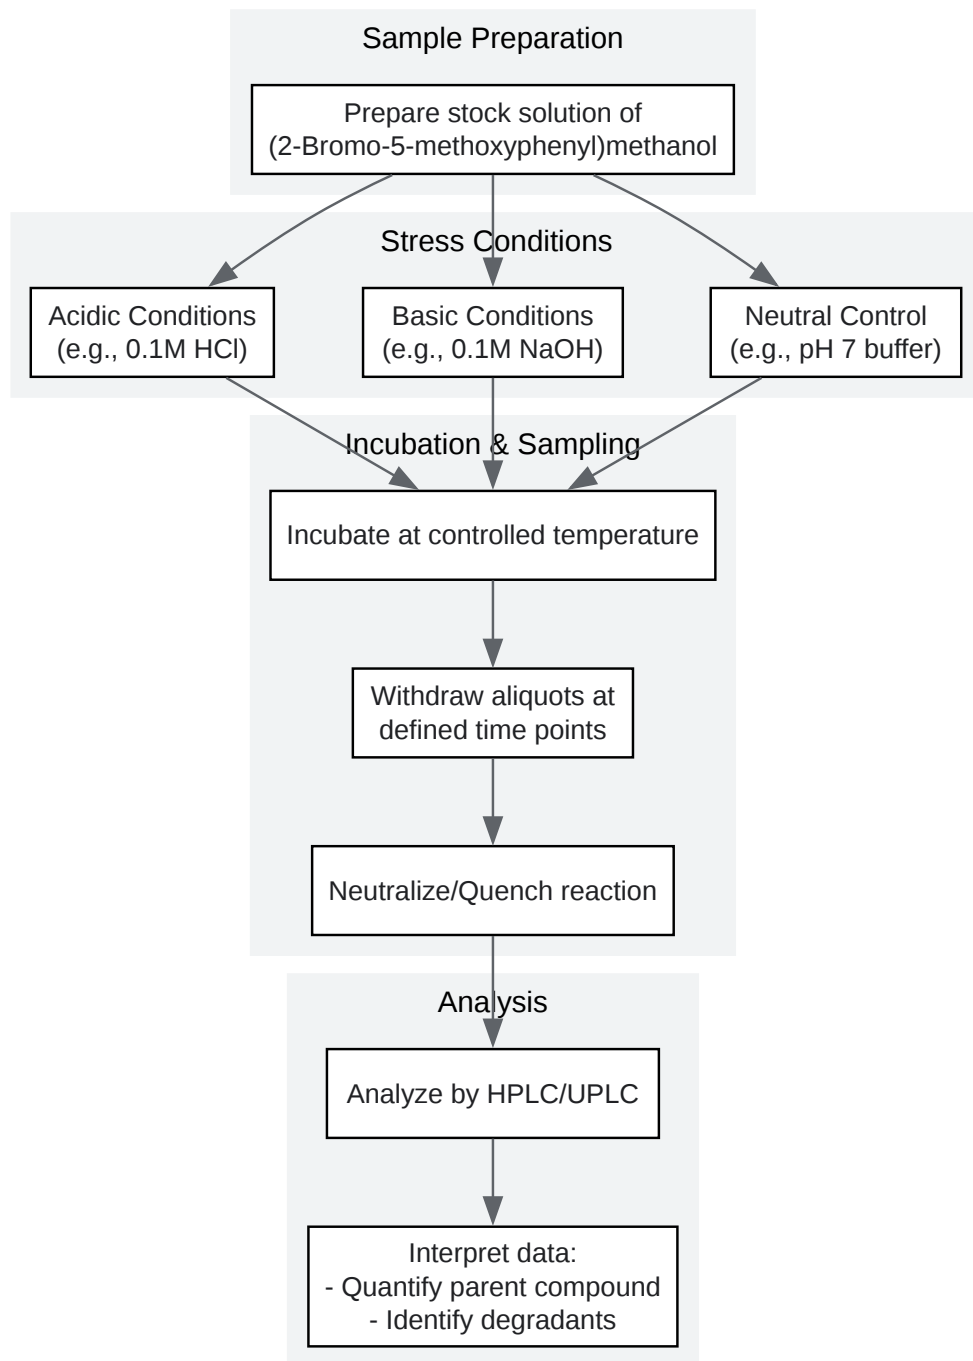 Sample Preparation
Prepare stock solution of
(2-Bromo-5-methoxyphenyl)methanol
Stress Conditions
Acidic Conditions
(e.g., 0.1M HCl)
Basic Conditions
(e.g., 0.1M NaOH)
Neutral Control
(e.g., pH 7 buffer)
Incubation & Sampling
Incubate at controlled temperature
Withdraw aliquots at
defined time points
Neutralize/Quench reaction
Analysis
Analyze by HPLC/UPLC
Interpret data:
- Quantify parent compound
- Identify degradants